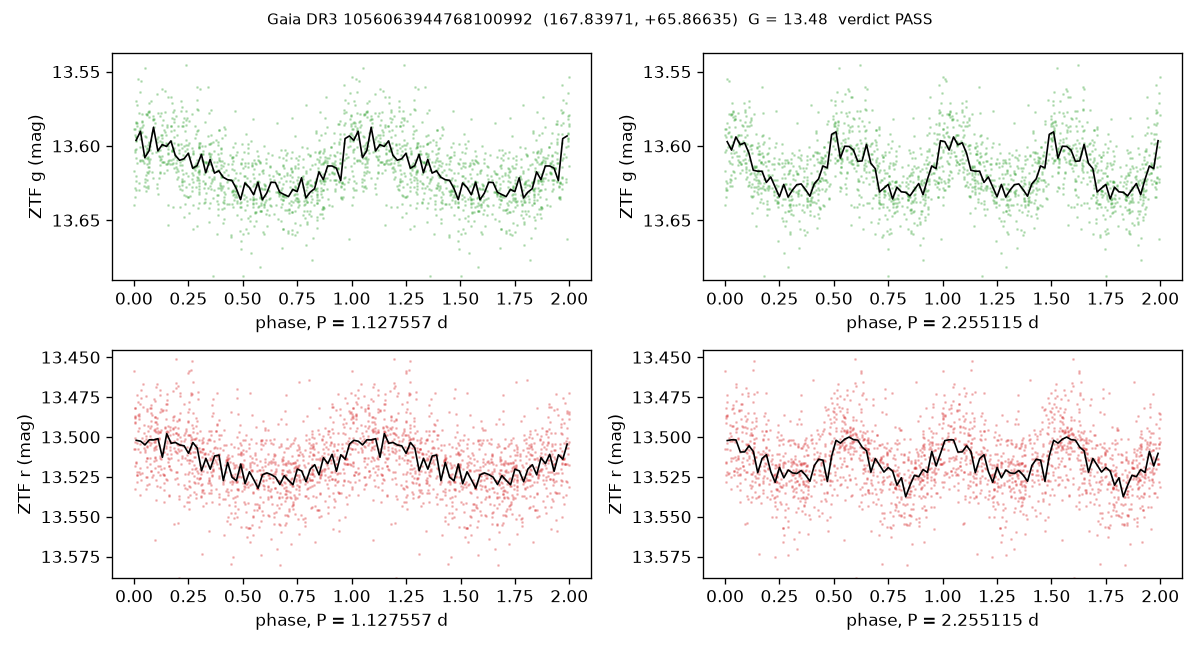 Gaia DR3 1056063944768100992 (167.83971, +65.86635) G = 13.48 verdict PASS
ZTF g (mag)
13.55
13.60
13.65
0.00 0.25 0.50 0.75 1.00 1.25 1.50 1.75 2.00
phase, P = 1.127557 d
ZTF g (mag)
13.55
13.60
13.65
0.00 0.25 0.50 0.75 1.00 1.25 1.50 1.75 2.00
phase, P = 2.255115 d
ZTF r (mag)
13.450
13.475
13.500
13.525
13.550
13.575
0.00 0.25 0.50 0.75 1.00 1.25 1.50 1.75 2.00
phase, P = 1.127557 d
ZTF r (mag)
13.450
13.475
13.500
13.525
13.550
13.575
0.00 0.25 0.50 0.75 1.00 1.25 1.50 1.75 2.00
phase, P = 2.255115 d